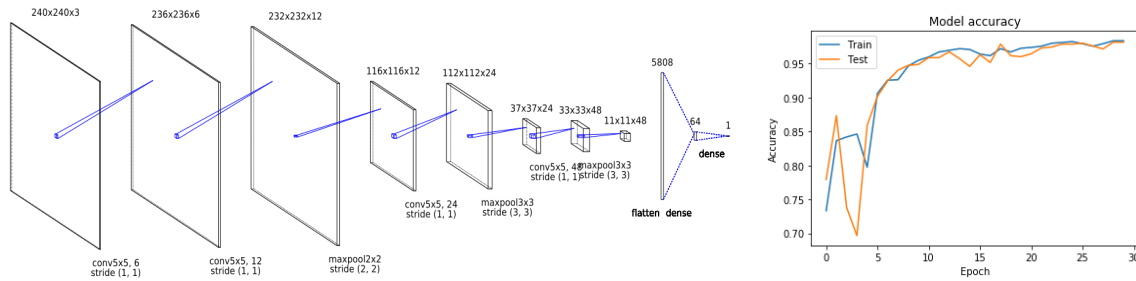 240x240x3
236x236x6
232x232x12
116x116x12
112x112x24
37x37x24
33x33x48
11x11x48
5808
64
1
conv5x5, 6
stride (1, 1)
conv5x5, 12
stride (1, 1)
maxpool2x2
stride (2, 2)
conv5x5, 24
stride (1, 1)
maxpool3x3
stride (3, 3)
conv5x5, 48
stride (1, 1)
maxpool3x3
stride (3, 3)
flatten
dense
dense
Model accuracy
Train
Test
Accuracy
0.95
0.90
0.85
0.80
0.75
0.70
0 5 10 15 20 25 30
Epoch